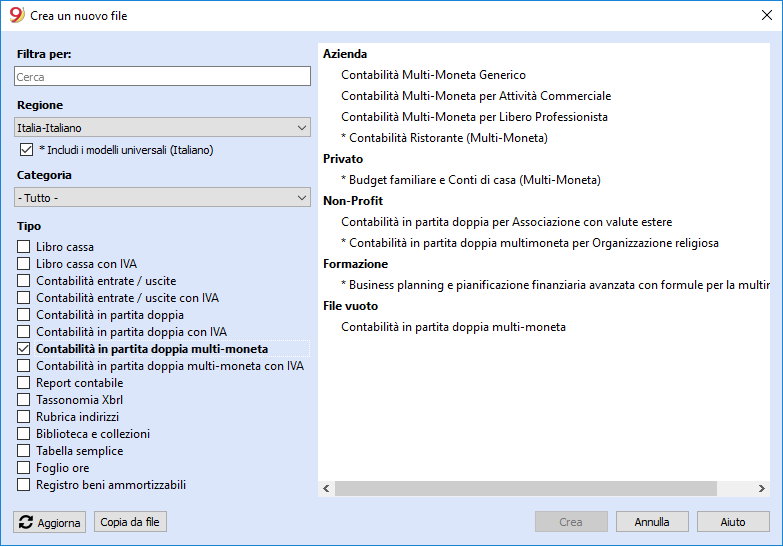 Crea un nuovo file
Filtra per:
Cerca
Regione
Italia-Italiano
* Includi i modelli universali (Italiano)
Categoria
- Tutto -
Tipo
Libro cassa
Libro cassa con IVA
Contabilità entrate / uscite
Contabilità entrate / uscite con IVA
Contabilità in partita doppia
Contabilità in partita doppia con IVA
Contabilità in partita doppia multi-moneta
Contabilità in partita doppia multi-moneta con IVA
Report contabile
Tassonomia Xbrl
Rubrica indirizzi
Biblioteca e collezioni
Tabella semplice
Foglio ore
Registro beni ammortizzabili
Azienda
Contabilità Multi-Moneta Generico
Contabilità Multi-Moneta per Attività Commerciale
Contabilità Multi-Moneta per Libero Professionista
* Contabilità Ristorante (Multi-Moneta)
Privato
* Budget familiare e Conti di casa (Multi-Moneta)
Non-Profit
Contabilità in partita doppia per Associazione con valute estere
* Contabilità in partita doppia multimoneta per Organizzazione religiosa
Formazione
* Business planning e pianificazione finanziaria avanzata con formule per la
File vuoto
Contabilità in partita doppia multi-moneta
Aggiorna
Copia da file
Crea
Annulla
Aiuto